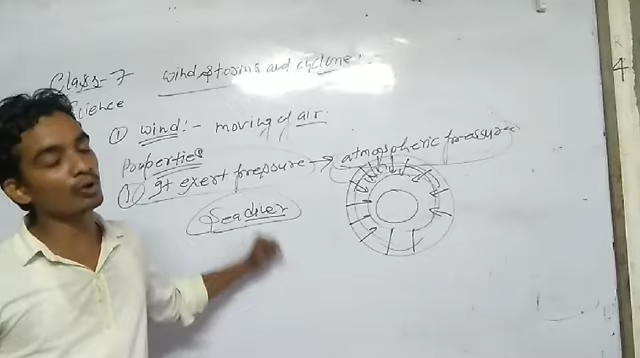 Class-7 Wind storms and cyclone:
Science
① Wind:- moving of air.
Properties
① It exert pressure → atmospheric pressure
4